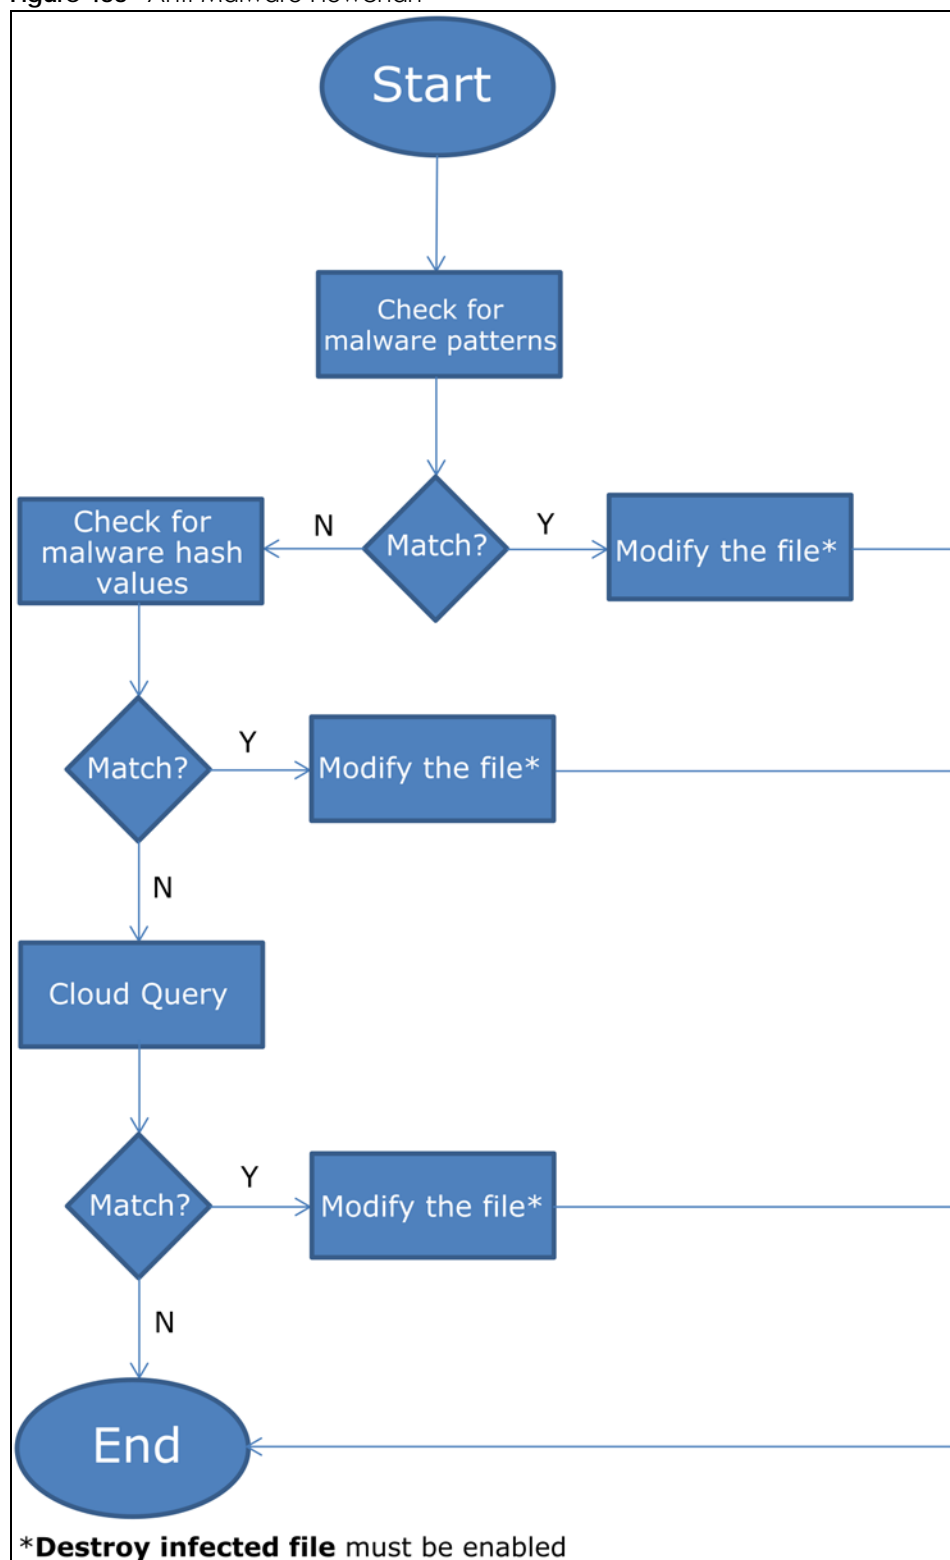 Start
Check for
malware patterns
Match?
N
Y
Modify the file*
Check for
malware hash
values
Match?
Y
Modify the file*
N
Cloud Query
Match?
Y
Modify the file*
N
End
*Destroy infected file must be enabled